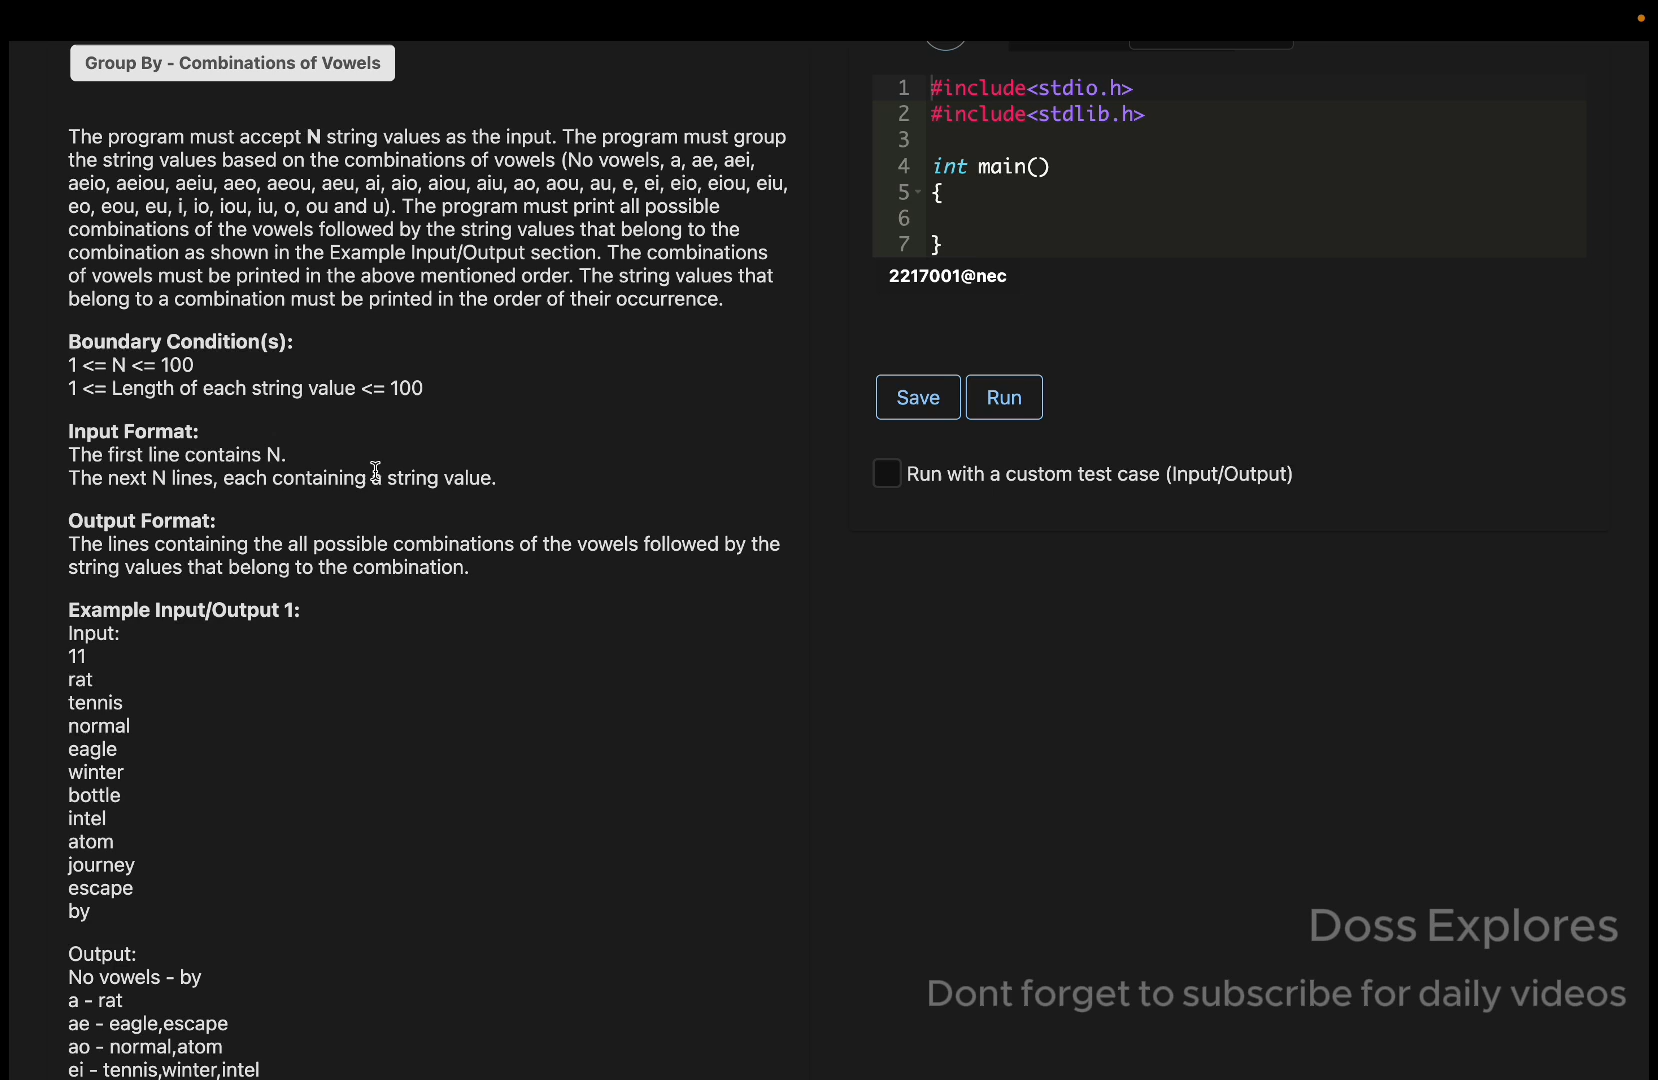 Group By - Combinations of Vowels
The program must accept N string values as the input. The program must group
the string values based on the combinations of vowels (No vowels, a, ae, aei,
aeio, aeiou, aeiu, aeo, aeou, aeu, ai, aio, aiou, aiu, ao, aou, au, e, ei, eio, eiou, eiu,
eo, eou, eu, i, io, iou, iu, o, ou and u). The program must print all possible
combinations of the vowels followed by the string values that belong to the
combination as shown in the Example Input/Output section. The combinations
of vowels must be printed in the above mentioned order. The string values that
belong to a combination must be printed in the order of their occurrence.
Boundary Condition(s):
1 <= N <= 100
1 <= Length of each string value <= 100
Input Format:
The first line contains N.
The next N lines, each containing a string value.
Output Format:
The lines containing the all possible combinations of the vowels followed by the
string values that belong to the combination.
Example Input/Output 1:
Input:
11
rat
tennis
normal
eagle
winter
bottle
intel
atom
journey
escape
by
Output:
No vowels - by
a - rat
ae - eagle,escape
ao - normal,atom
ei - tennis,winter,intel
1 #include<stdio.h>
2 #include<stdlib.h>
3
4 int main()
5 {
6
7 }
2217001@nec
Save Run
Run with a custom test case (Input/Output)
Doss Explores
Dont forget to subscribe for daily videos